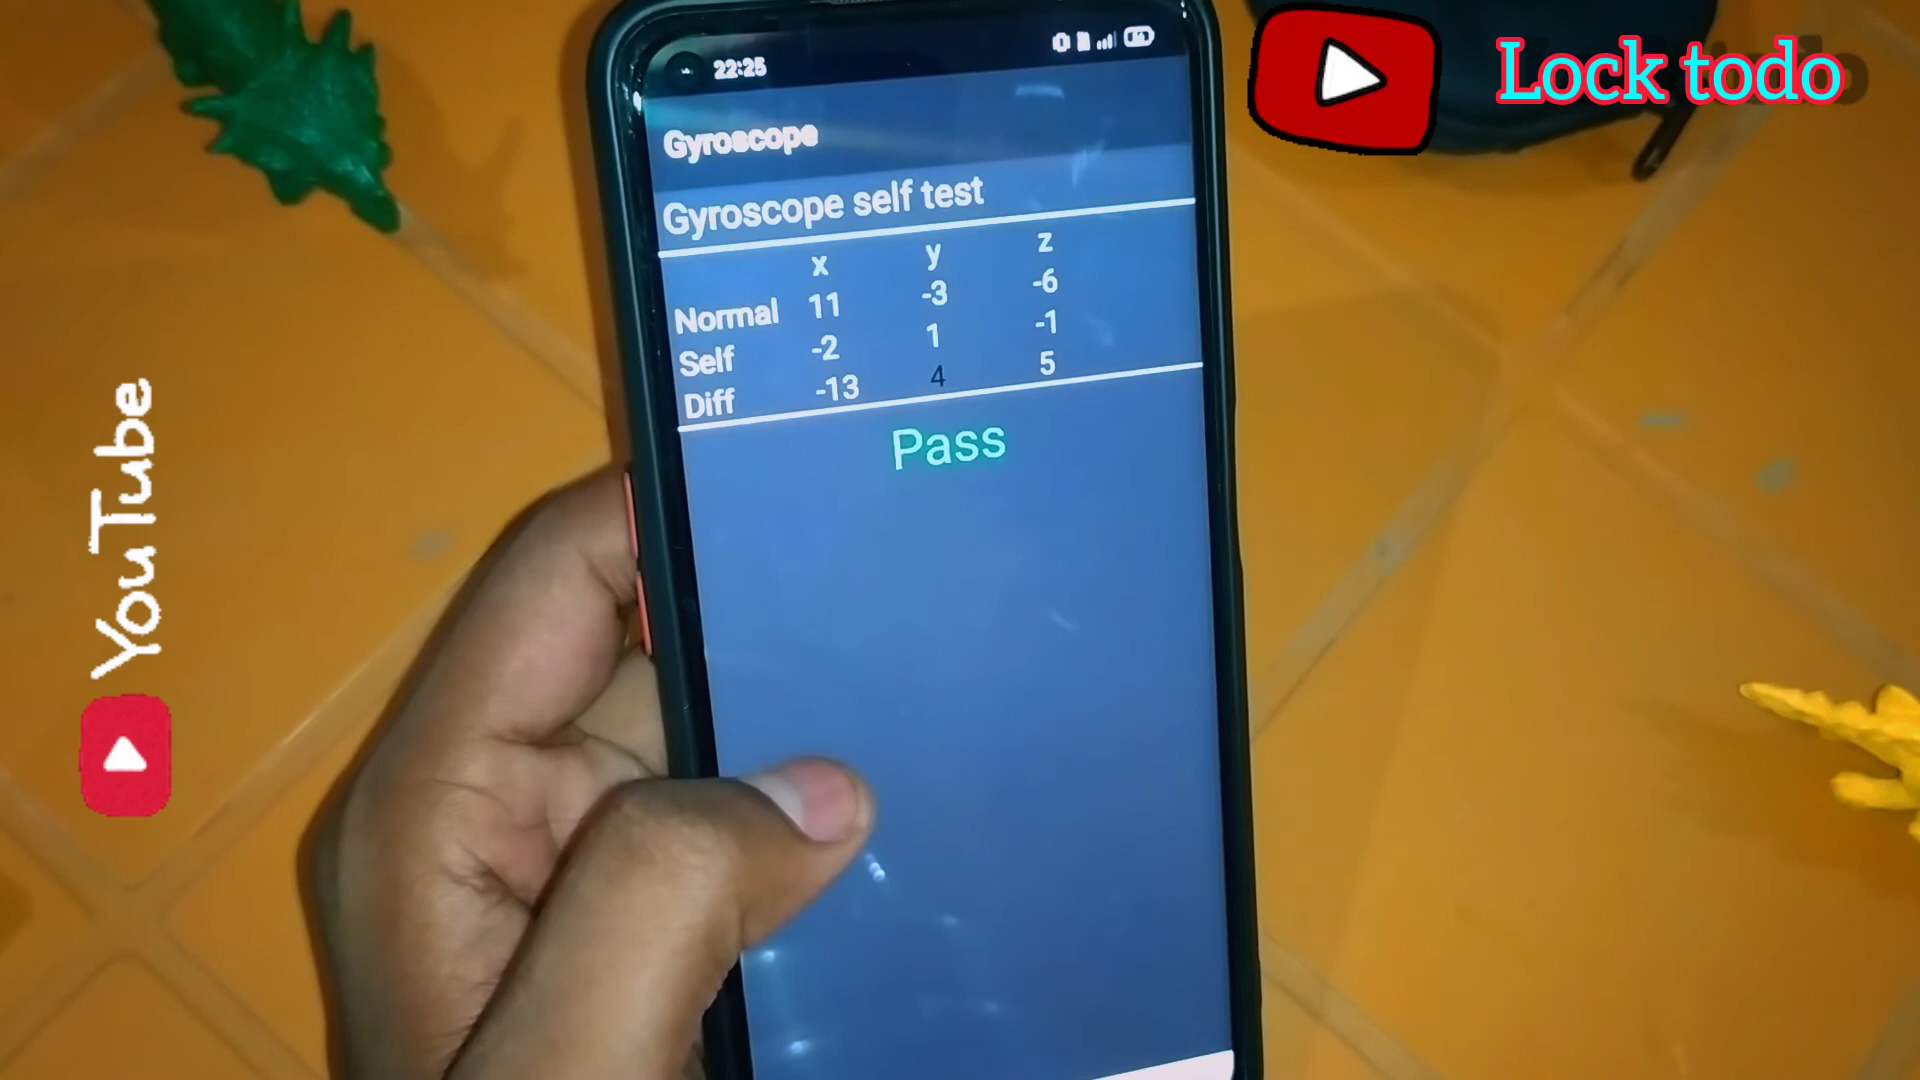 22:25
Lock todo
Gyroscope
Gyroscope self test
x y z
Normal 11 -3 -6
Self -2 1 -1
Diff -13 4 5
Pass
YouTube